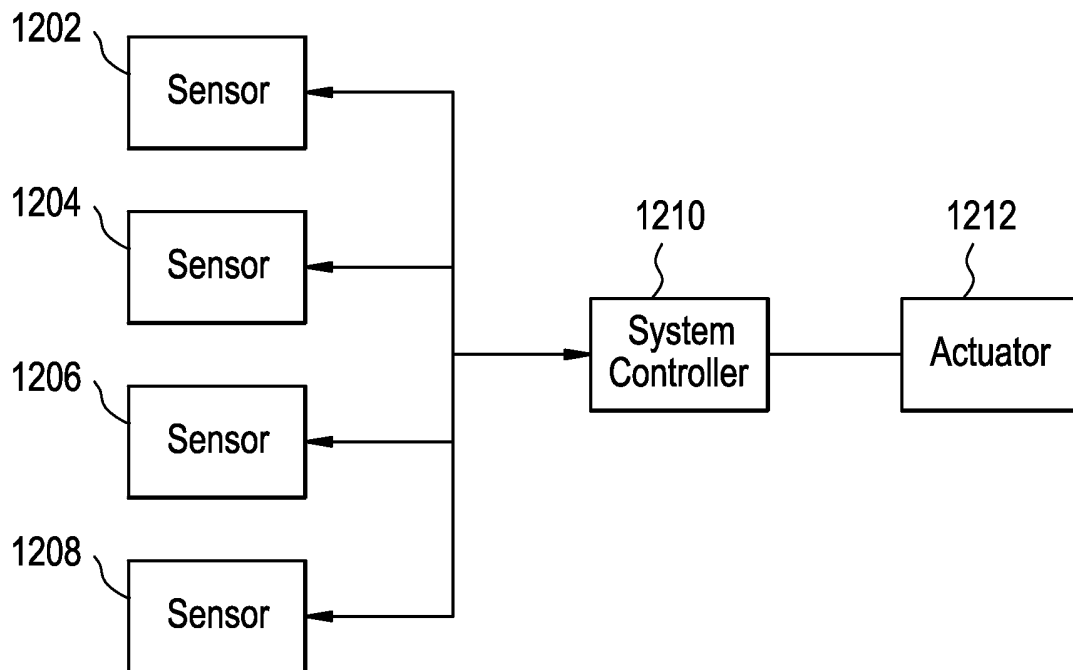 1202
Sensor
1204
Sensor
1206
Sensor
1208
Sensor
1210
System
Controller
1212
Actuator